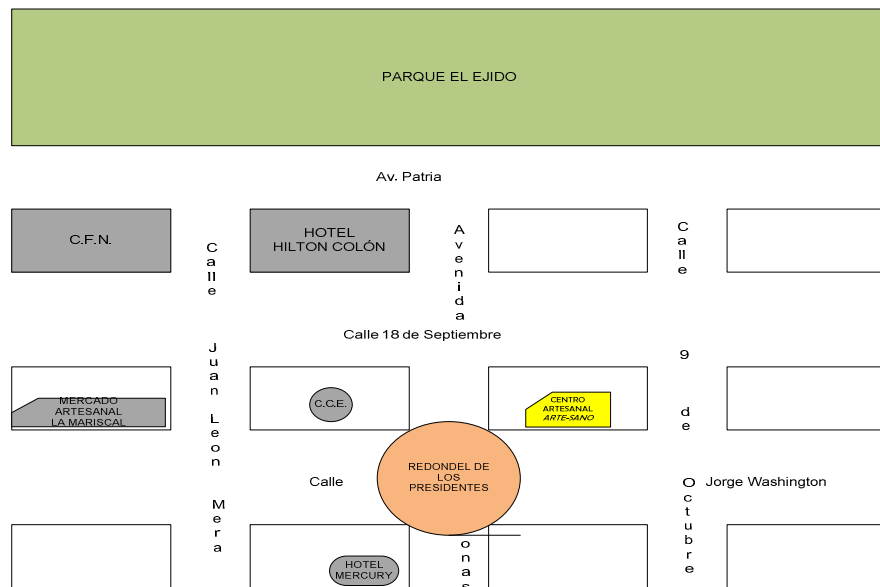 PARQUE EL EJIDO
Av. Patria
C.F.N.
HOTEL
HILTON COLÓN
Calle
Juan Leon
Mera
Avenida
onas
Calle
9 de
Octubre
Calle 18 de Septiembre
MERCADO
ARTESANAL
LA MARISCAL
C.C.E.
CENTRO
ARTESANAL
ARTE-SANO
REDONDEL DE
LOS
PRESIDENTES
Calle
Jorge Washington
HOTEL
MERCURY